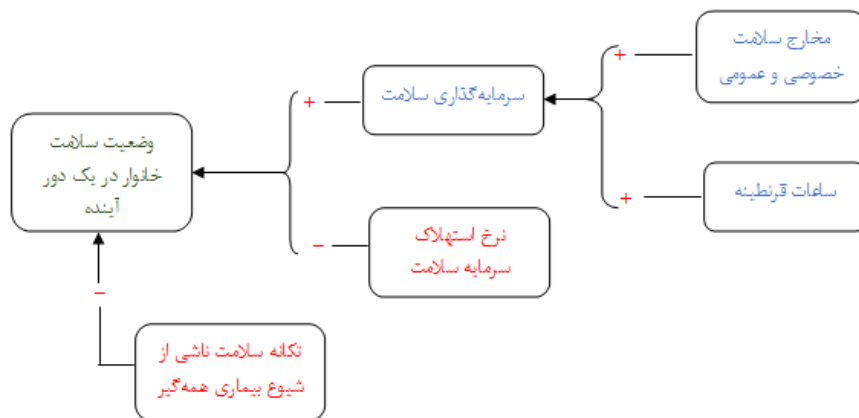 مخارج سلامت
خصوصی و عمومی
+
سرمایه‌گذاری سلامت
+
وضعیت سلامت
خانوار در یک دور
آینده
ساعات قرنطینه
+
نرخ استهلاک
سرمایه سلامت
−
−
تکانه سلامت ناشی از
شیوع بیماری همه‌گیر